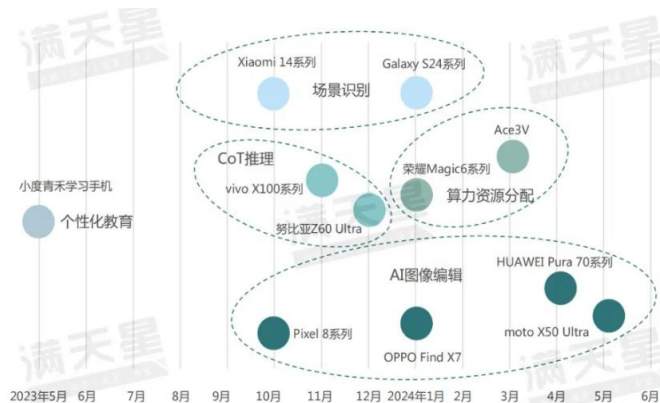 满天星
满天星
Xiaomi 14系列
Galaxy S24系列
场景识别
Ace3V
CoT推理
荣耀Magic6系列
小度青禾学习手机
vivo X100系列
算力资源分配
个性化教育
努比亚Z60 Ultra
满天星
HUAWEI Pura 70系列
AI图像编辑
Pixel 8系列
moto X50 Ultra
OPPO Find X7
满天星
满天星
2023年5月 6月 7月 8月 9月 10月 11月 12月 2024年1月 2月 3月 4月 5月 6月